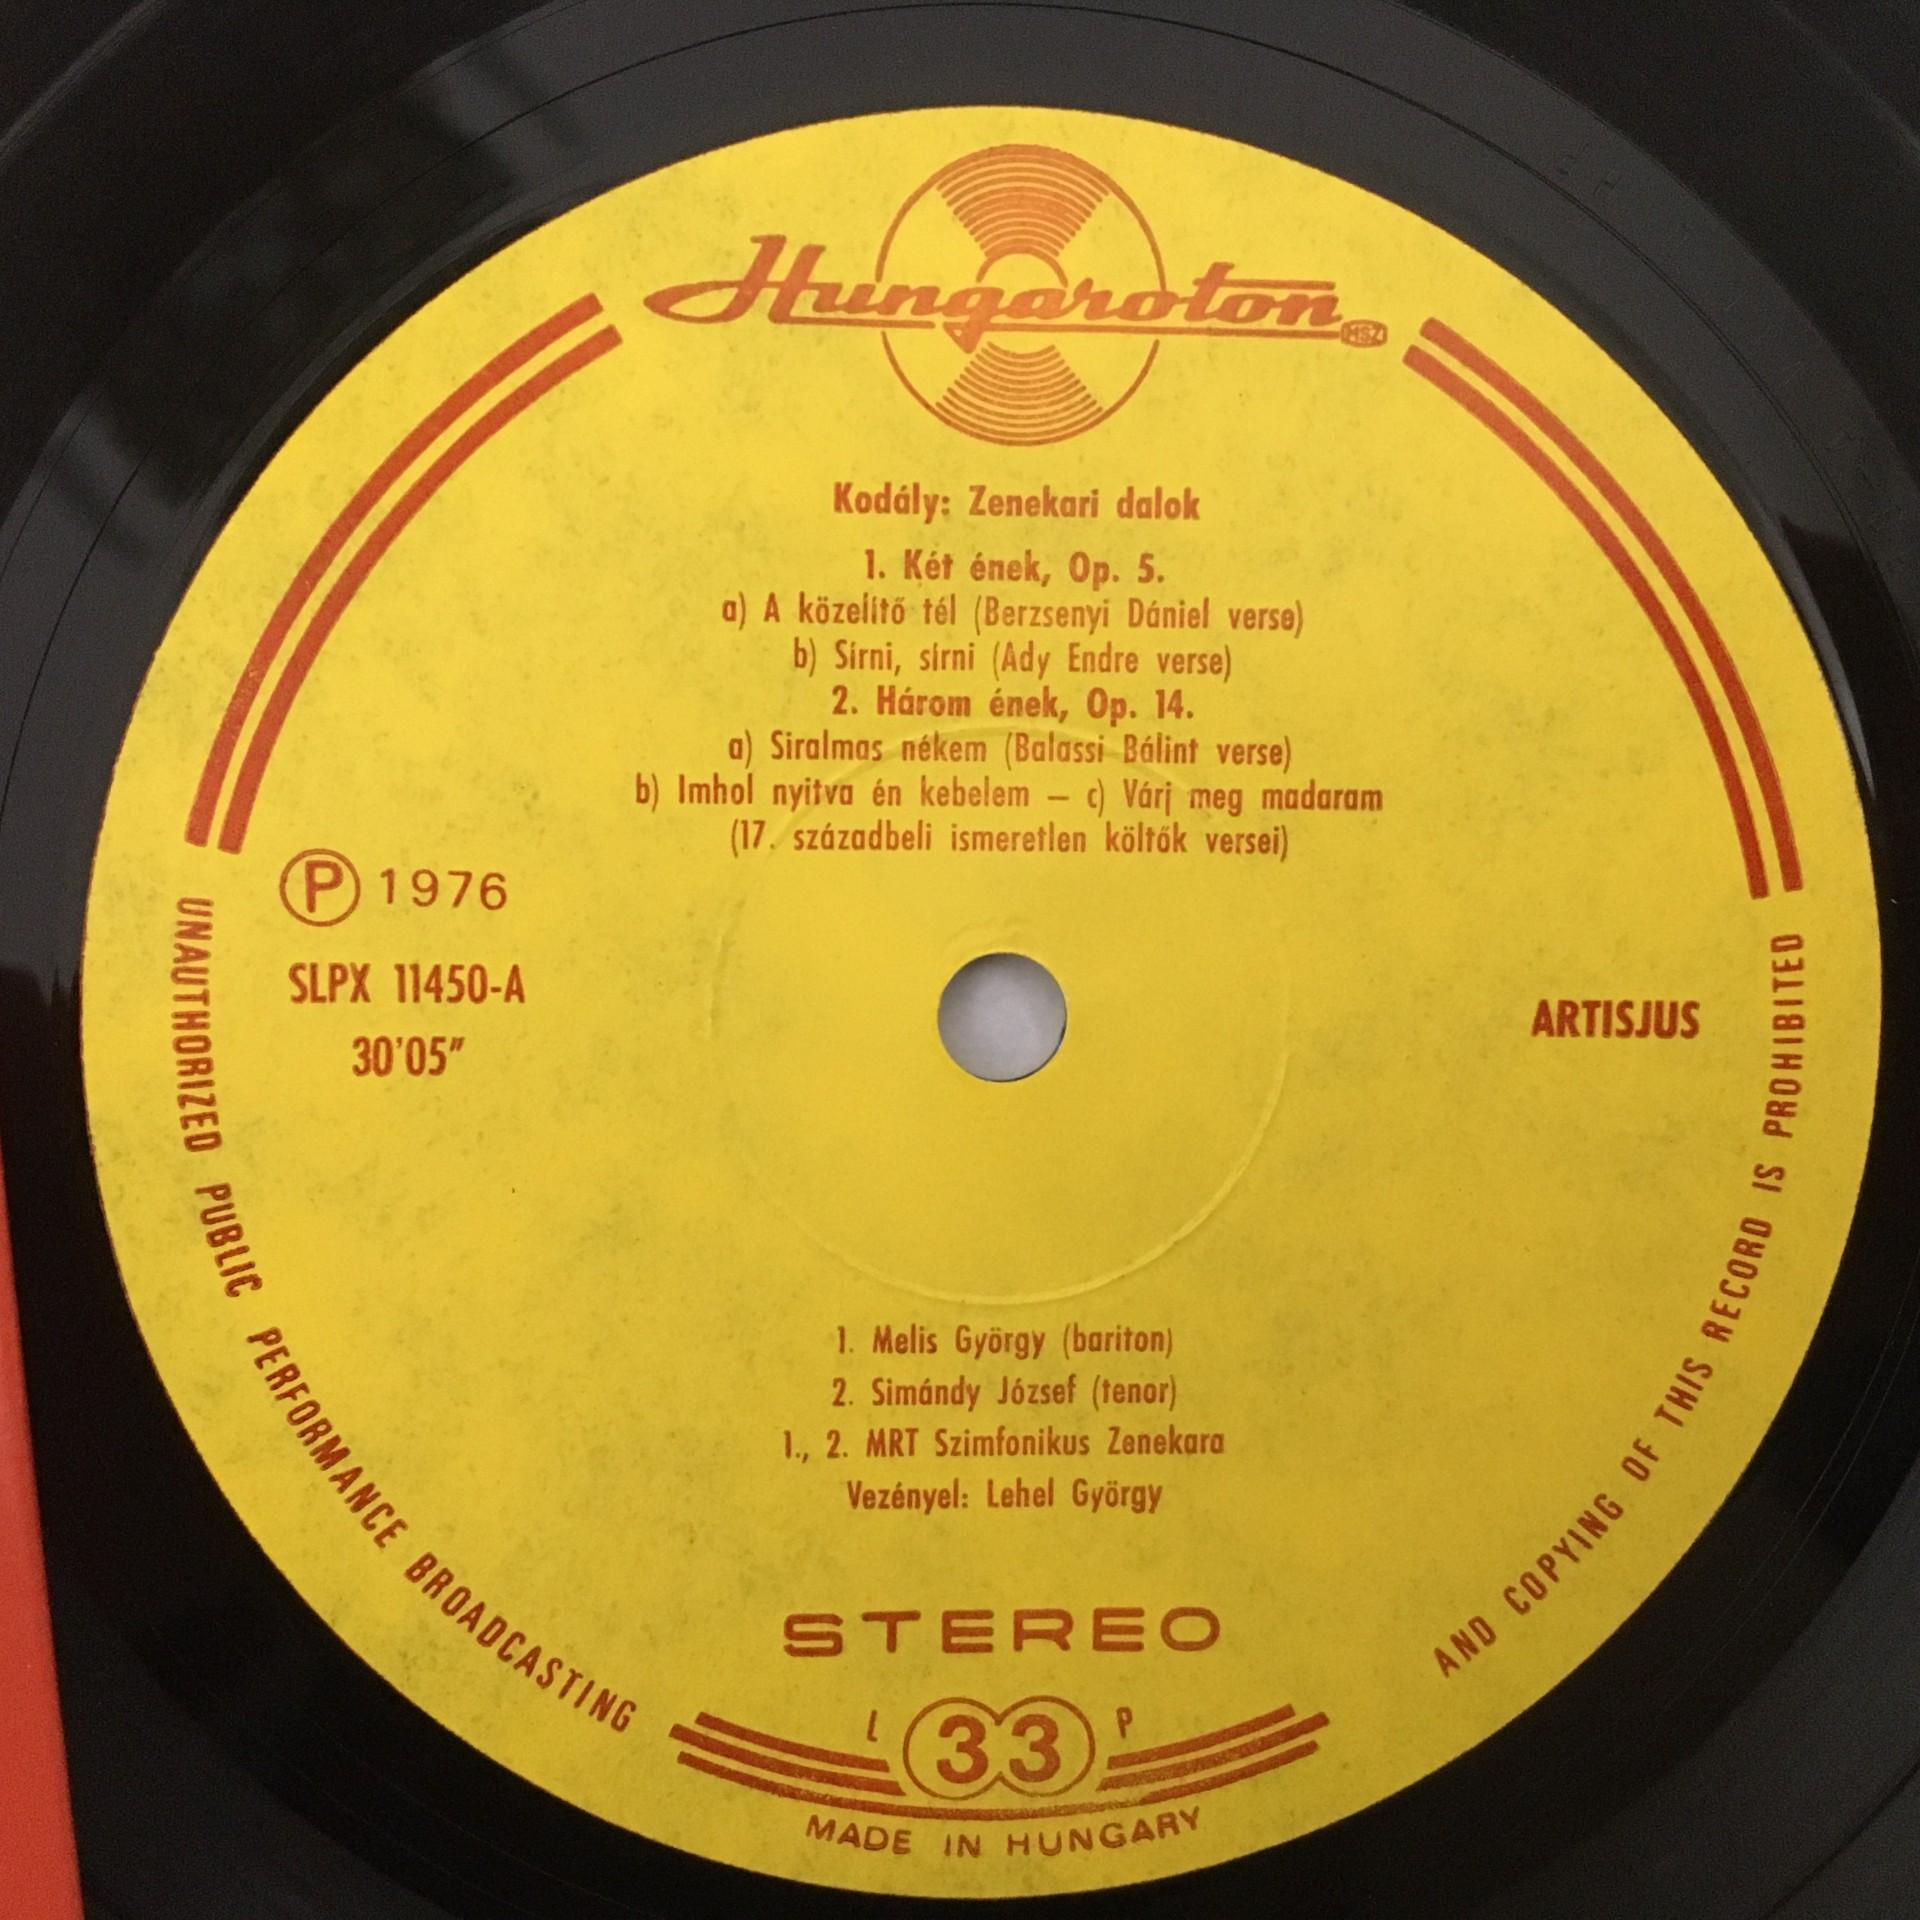 Hungaroton
MSZ
Kodály: Zenekari dalok
1. Két ének, Op. 5.
a) A közelítő tél (Berzsenyi Dániel verse)
b) Sírni, sírni (Ady Endre verse)
2. Három ének, Op. 14.
a) Siralmas nékem (Balassi Bálint verse)
b) Imhol nyitva én kebelem – c) Várj meg madaram
(17. századbeli ismeretlen költők versei)
Ⓟ 1976
SLPX 11450-A
30'05"
ARTISJUS
1. Melis György (bariton)
2. Simándy József (tenor)
1., 2. MRT Szimfonikus Zenekara
Vezényel: Lehel György
STEREO
L 33 P
MADE IN HUNGARY
UNAUTHORIZED PUBLIC PERFORMANCE BROADCASTING
AND COPYING OF THIS RECORD IS PROHIBITED